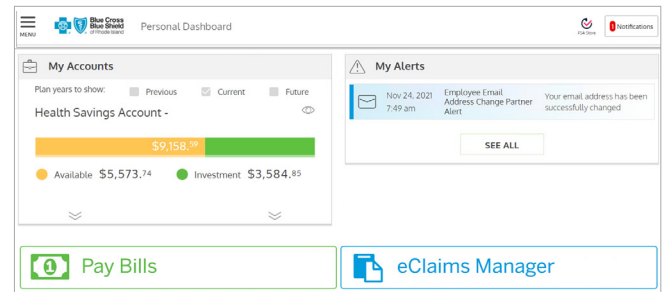 MENU
Blue Cross
Blue Shield
of Rhode Island
Personal Dashboard
FSA Store
Notifications
My Accounts
Plan years to show: Previous Current Future
Health Savings Account -
$9,158.59
Available $5,573.74 Investment $3,584.85
My Alerts
Nov 24, 2021
7:49 am
Employee Email
Address Change Partner
Alert
Your email address has been
successfully changed
SEE ALL
1 Pay Bills
eClaims Manager